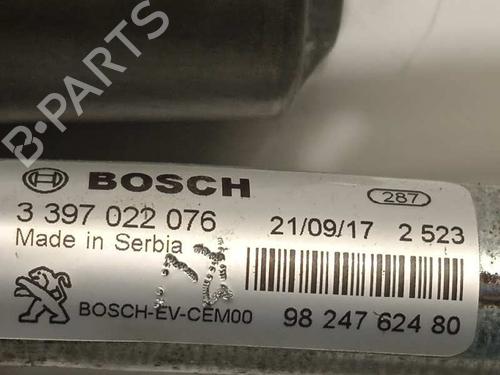 B-PARTS
BOSCH
287
3 397 022 076
21/09/17 2 523
Made in Serbia
BOSCH-EV-CEM00
98 247 624 80